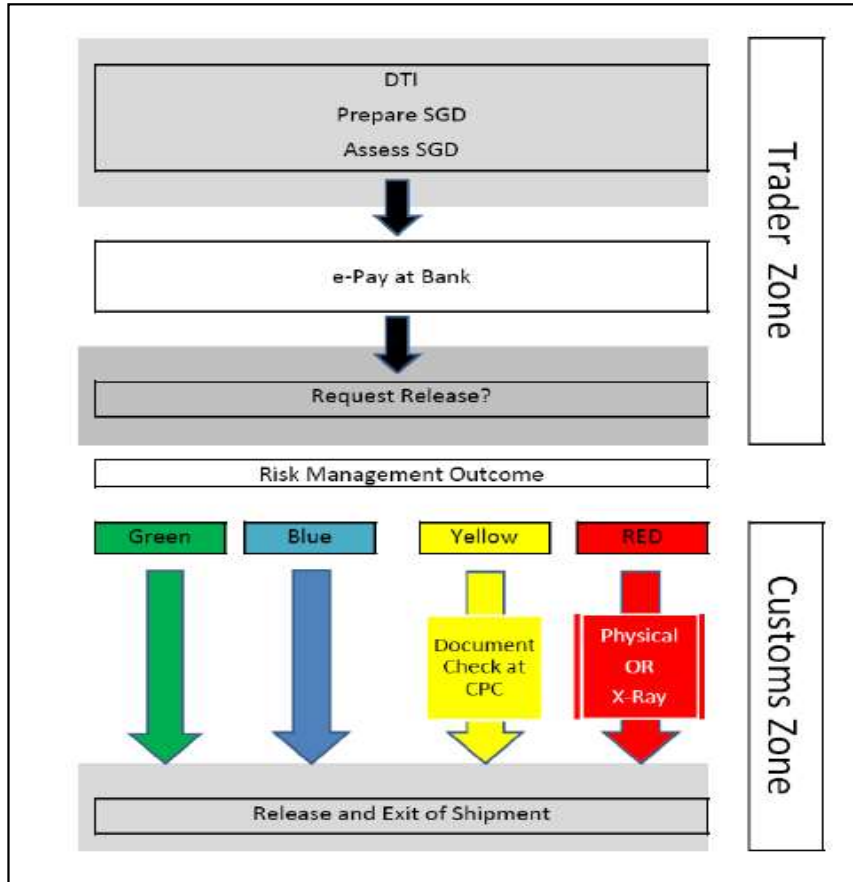 DTI
Prepare SGD
Assess SGD
e-Pay at Bank
Request Release?
Trader Zone
Risk Management Outcome
Green
Blue
Yellow
RED
Document
Check at
CPC
Physical
OR
X-Ray
Customs Zone
Release and Exit of Shipment